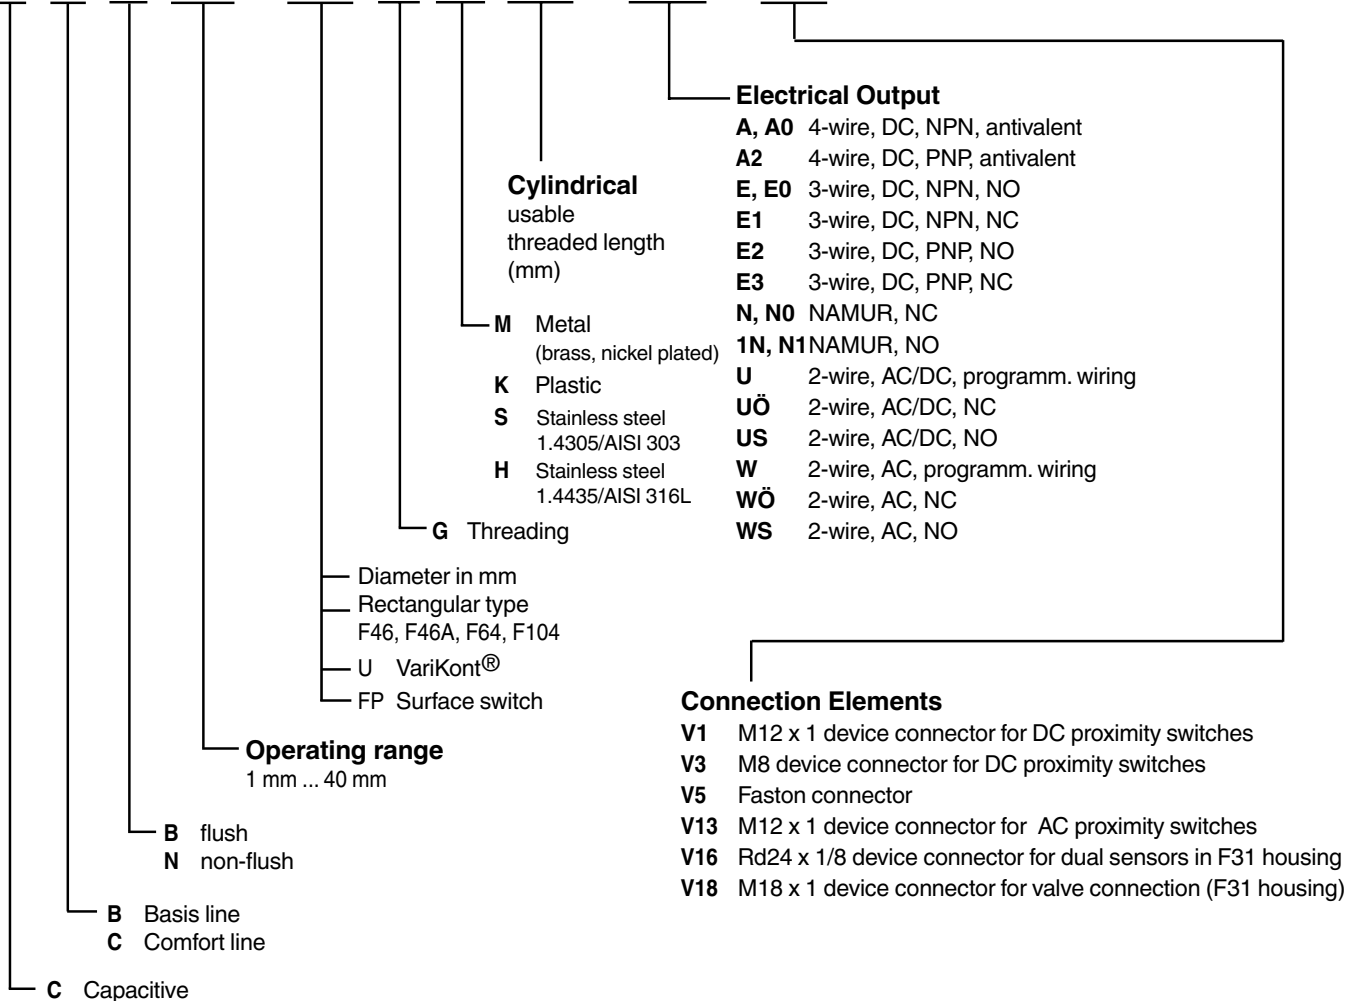 Electrical Output
A, A0 4-wire, DC, NPN, antivalent
A2 4-wire, DC, PNP, antivalent
E, E0 3-wire, DC, NPN, NO
E1 3-wire, DC, NPN, NC
E2 3-wire, DC, PNP, NO
E3 3-wire, DC, PNP, NC
N, N0 NAMUR, NC
1N, N1 NAMUR, NO
U 2-wire, AC/DC, programm. wiring
UÖ 2-wire, AC/DC, NC
US 2-wire, AC/DC, NO
W 2-wire, AC, programm. wiring
WÖ 2-wire, AC, NC
WS 2-wire, AC, NO
Cylindrical
usable
threaded length
(mm)
M Metal
(brass, nickel plated)
K Plastic
S Stainless steel
1.4305/AISI 303
H Stainless steel
1.4435/AISI 316L
G Threading
Diameter in mm
Rectangular type
F46, F46A, F64, F104
U VariKont®
FP Surface switch
Operating range
1 mm ... 40 mm
B flush
N non-flush
B Basis line
C Comfort line
C Capacitive
Connection Elements
V1 M12 x 1 device connector for DC proximity switches
V3 M8 device connector for DC proximity switches
V5 Faston connector
V13 M12 x 1 device connector for AC proximity switches
V16 Rd24 x 1/8 device connector for dual sensors in F31 housing
V18 M18 x 1 device connector for valve connection (F31 housing)